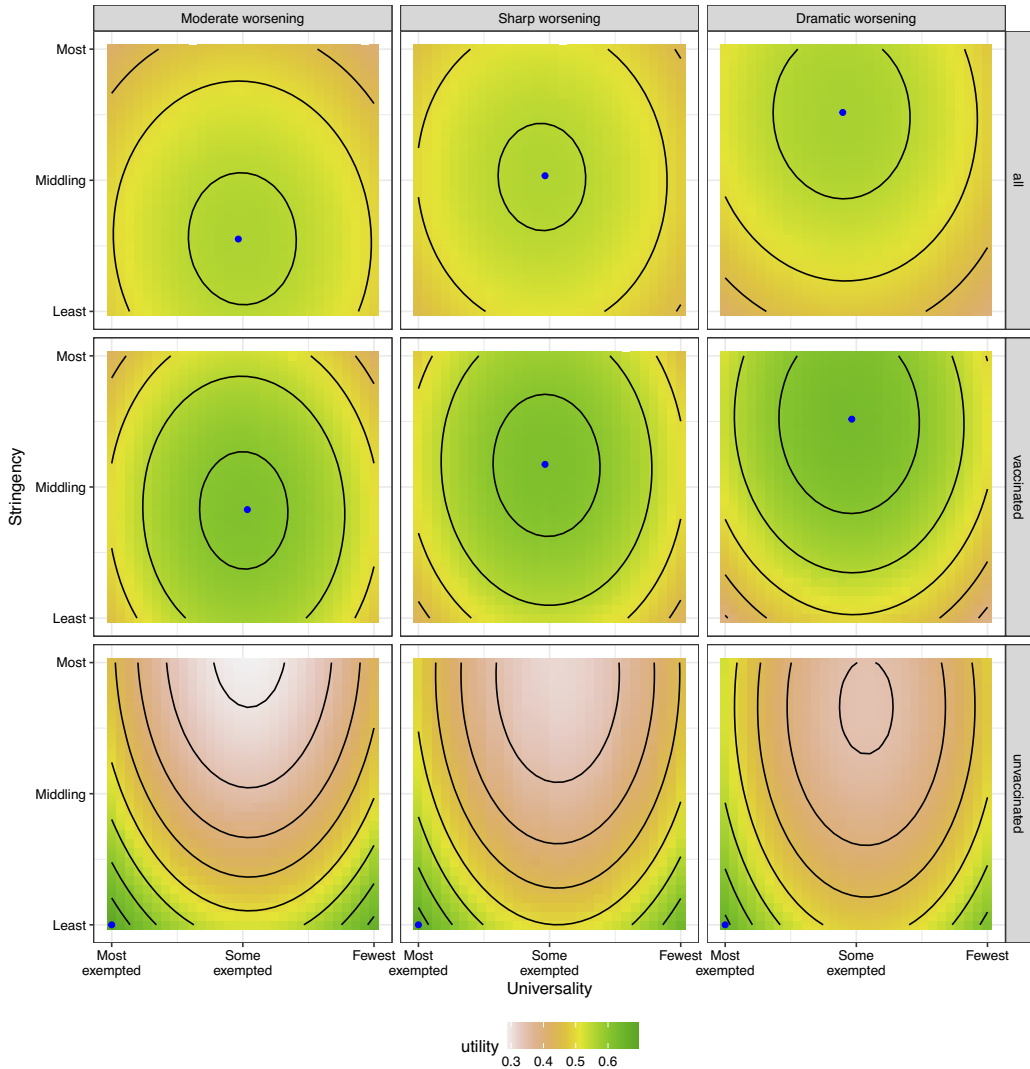 Moderate worsening
Sharp worsening
Dramatic worsening
Most
Middling
Least
all
Most
Middling
Least
vaccinated
Stringency
Most
Middling
Least
unvaccinated
Most
exempted
Some
exempted
Fewest
Most
exempted
Some
exempted
Fewest
Most
exempted
Some
exempted
Fewest
Universality
utility
0.3 0.4 0.5 0.6